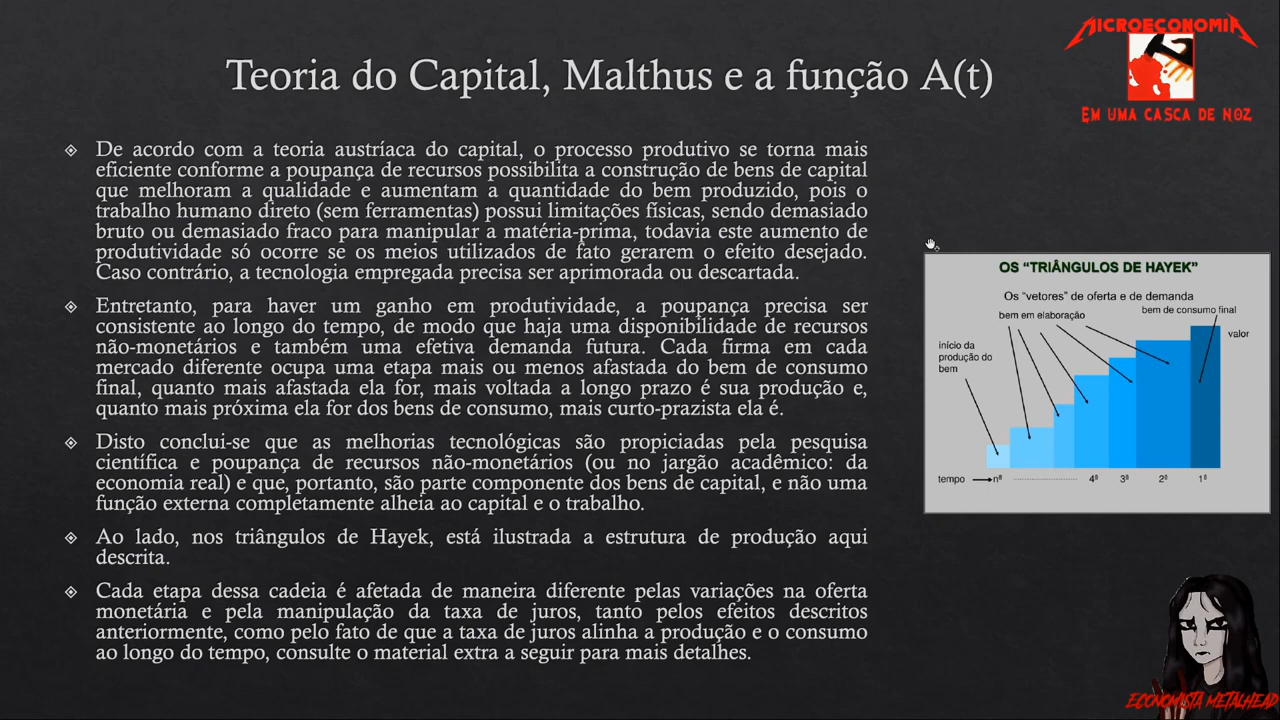 MICROECONOMIA
EM UMA CASCA DE NOZ
Teoria do Capital, Malthus e a função A(t)
De acordo com a teoria austríaca do capital, o processo produtivo se torna mais
eficiente conforme a poupança de recursos possibilita a construção de bens de capital
que melhoram a qualidade e aumentam a quantidade do bem produzido, pois o
trabalho humano direto (sem ferramentas) possui limitações físicas, sendo demasiado
bruto ou demasiado fraco para manipular a matéria-prima, todavia este aumento de
produtividade só ocorre se os meios utilizados de fato gerarem o efeito desejado.
Caso contrário, a tecnologia empregada precisa ser aprimorada ou descartada.
Entretanto, para haver um ganho em produtividade, a poupança precisa ser
consistente ao longo do tempo, de modo que haja uma disponibilidade de recursos
não-monetários e também uma efetiva demanda futura. Cada firma em cada
mercado diferente ocupa uma etapa mais ou menos afastada do bem de consumo
final, quanto mais afastada ela for, mais voltada a longo prazo é sua produção e,
quanto mais próxima ela for dos bens de consumo, mais curto-prazista ela é.
Disto conclui-se que as melhorias tecnológicas são propiciadas pela pesquisa
científica e poupança de recursos não-monetários (ou no jargão acadêmico: da
economia real) e que, portanto, são parte componente dos bens de capital, e não uma
função externa completamente alheia ao capital e o trabalho.
Ao lado, nos triângulos de Hayek, está ilustrada a estrutura de produção aqui
descrita.
Cada etapa dessa cadeia é afetada de maneira diferente pelas variações na oferta
monetária e pela manipulação da taxa de juros, tanto pelos efeitos descritos
anteriormente, como pelo fato de que a taxa de juros alinha a produção e o consumo
ao longo do tempo, consulte o material extra a seguir para mais detalhes.
OS “TRIÂNGULOS DE HAYEK”
Os “vetores” de oferta e de demanda
bem em elaboração
bem de consumo final
valor
início da
produção do
bem
tempo nª 4ª 3ª 2ª 1ª
ECONOMISTA METALHEAD